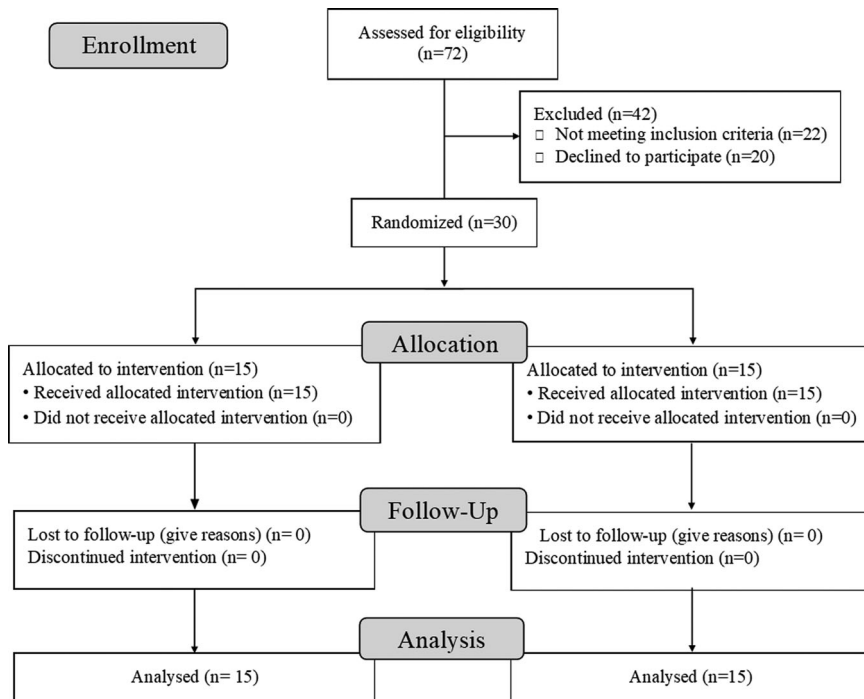 Enrollment
Assessed for eligibility
(n=72)
Excluded (n=42)
□ Not meeting inclusion criteria (n=22)
□ Declined to participate (n=20)
Randomized (n=30)
Allocation
Allocated to intervention (n=15)
• Received allocated intervention (n=15)
• Did not receive allocated intervention (n=0)
Allocated to intervention (n=15)
• Received allocated intervention (n=15)
• Did not receive allocated intervention (n=0)
Follow-Up
Lost to follow-up (give reasons) (n= 0)
Discontinued intervention (n= 0)
Lost to follow-up (give reasons) (n= 0)
Discontinued intervention (n=0)
Analysis
Analysed (n= 15)
Analysed (n=15)